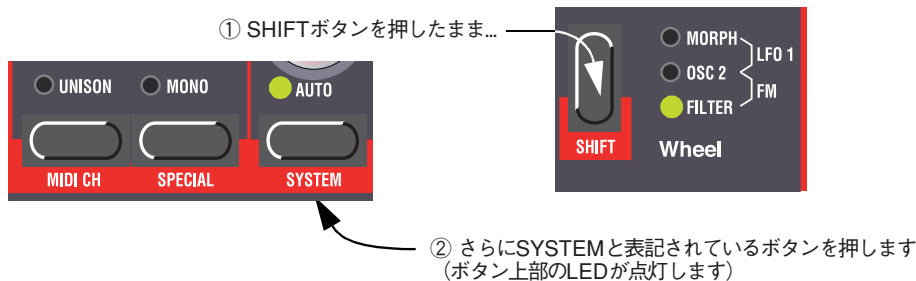 ① SHIFTボタンを押したまま...
UNISON
MONO
AUTO
MIDI CH
SPECIAL
SYSTEM
MORPH
LFO 1
OSC 2
FM
FILTER
SHIFT
Wheel
② さらにSYSTEMと表記されているボタンを押します
(ボタン上部のLEDが点灯します)